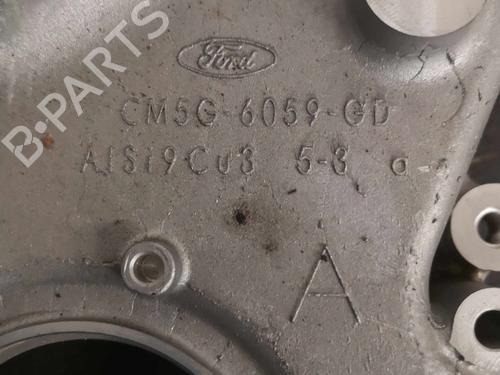 B-PARTS
Ford
CM5G-6059-GD
AlSi9Cu3 5-3 a
A